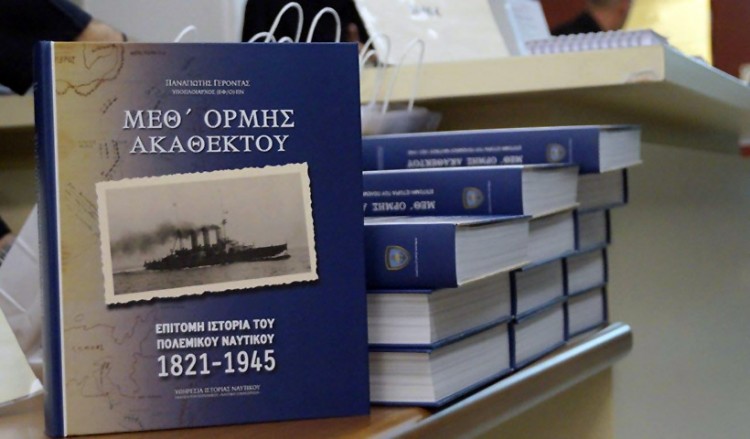 ΠΑΝΑΓΙΩΤΗΣ ΓΕΡΟΝΤΑΣ
ΜΕΘ΄ ΟΡΜΗΣ
ΑΚΑΘΕΚΤΟΥ
ΕΠΙΤΟΜΗ ΙΣΤΟΡΙΑ ΤΟΥ
ΠΟΛΕΜΙΚΟΥ ΝΑΥΤΙΚΟΥ
1821-1945
ΥΠΗΡΕΣΙΑ ΙΣΤΟΡΙΑΣ ΝΑΥΤΙΚΟΥ
ΜΕΘ΄ ΟΡΜΗΣ ΑΚΑΘΕΚΤΟΥ
ΜΕΘ΄ ΟΡΜΗΣ